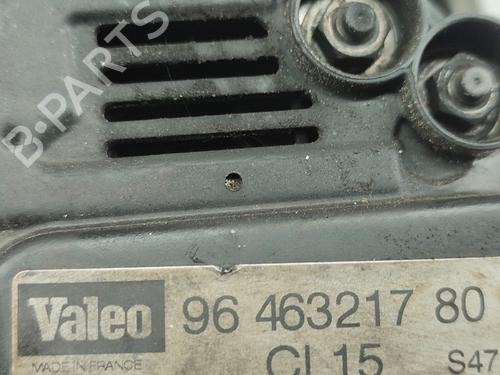 B-PARTS
Valeo 96 463217 80
MADE IN FRANCE CL15 S47